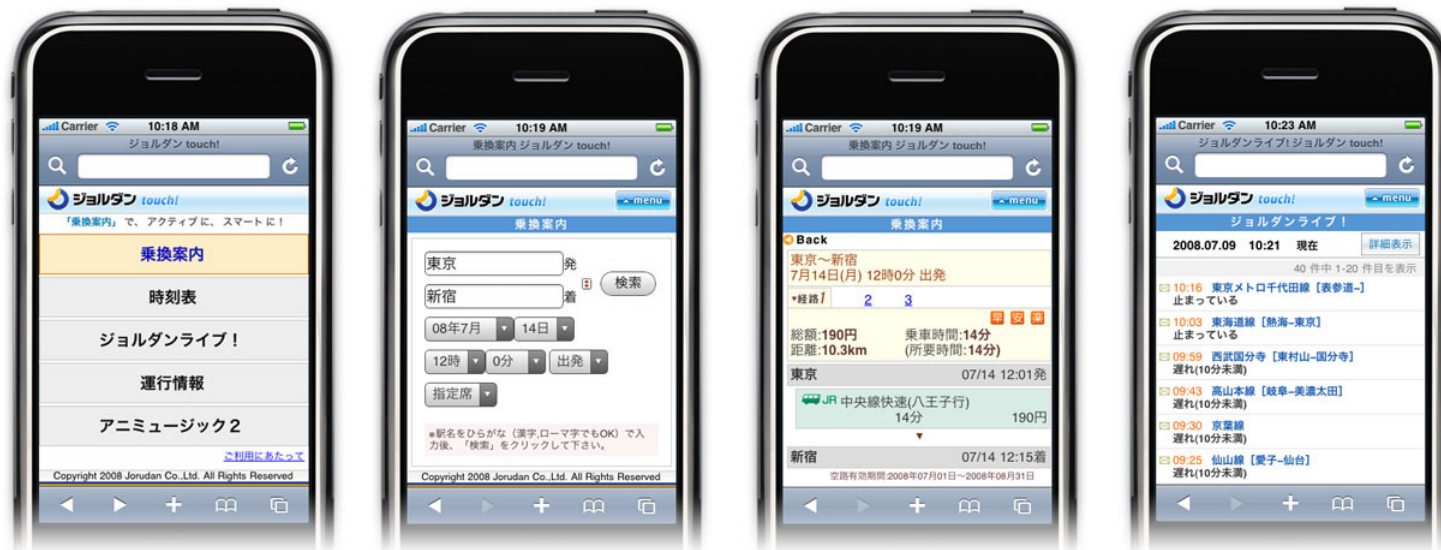 Carrier 10:18 AM
ジョルダン touch!
ジョルダン touch!
「乗換案内」で、アクティブに、スマートに！
乗換案内
時刻表
ジョルダンライブ！
運行情報
アニミュージック２
ご利用にあたって
Copyright 2008 Jorudan Co.,Ltd. All Rights Reserved
Carrier 10:19 AM
乗換案内 ジョルダン touch!
ジョルダン touch! menu
乗換案内
東京 発
新宿 着 検索
08年7月 14日
12時 0分 出発
指定席
※駅名をひらがな（漢字,ローマ字でもOK）で入
力後、「検索」をクリックして下さい。
Copyright 2008 Jorudan Co.,Ltd. All Rights Reserved
Carrier 10:19 AM
乗換案内 ジョルダン touch!
ジョルダン touch! menu
乗換案内
Back
東京～新宿
7月14日(月) 12時0分 出発
▾経路1 2 3
早 安 楽
総額:190円 乗車時間:14分
距離:10.3km (所要時間:14分)
東京 07/14 12:01発
JR 中央線快速(八王子行)
14分 190円
▼
新宿 07/14 12:15着
空路有効期間:2008年07月01日～2008年08月31日
Carrier 10:23 AM
ジョルダンライブ! ジョルダン touch!
ジョルダン touch! menu
ジョルダンライブ！
2008.07.09 10:21 現在 詳細表示
40 件中 1-20 件目を表示
10:16 東京メトロ千代田線［表参道–］
止まっている
10:03 東海道線［熱海–東京］
止まっている
09:59 西武国分寺［東村山–国分寺］
遅れ(10分未満)
09:43 高山本線［岐阜–美濃太田］
遅れ(10分未満)
09:30 京葉線
遅れ(10分未満)
09:25 仙山線［愛子–仙台］
遅れ(10分未満)